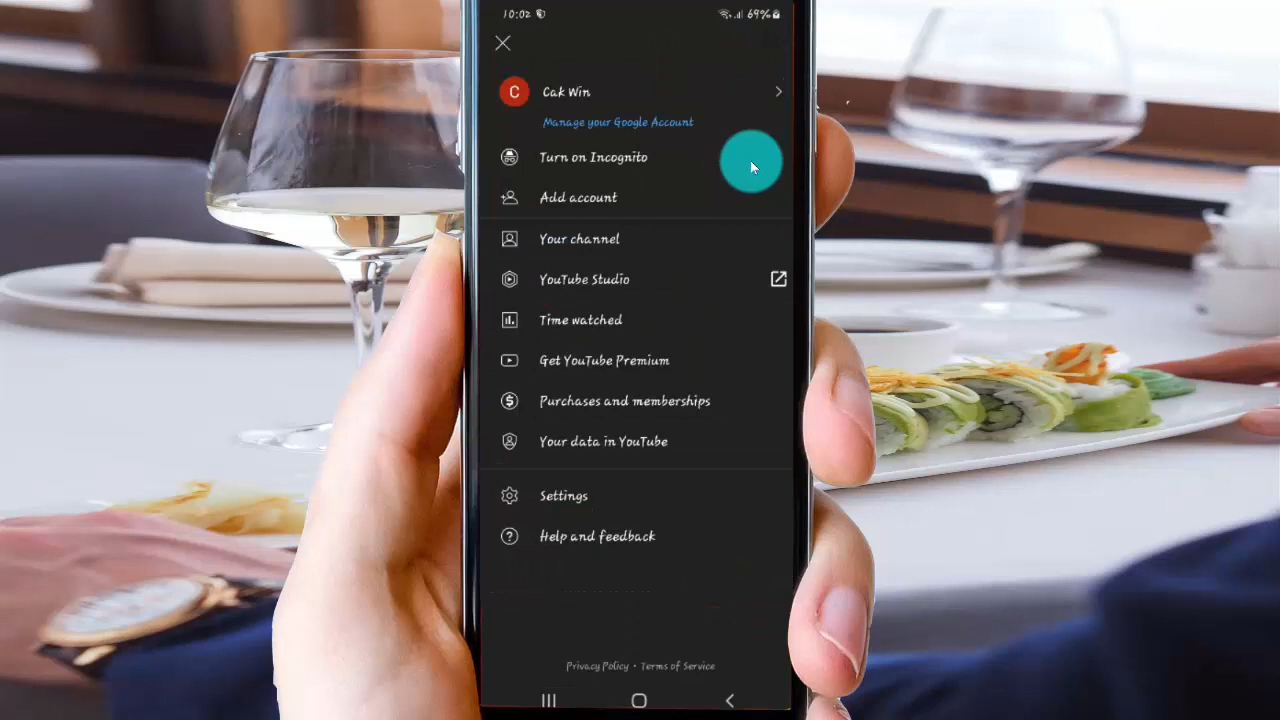 10:02 69%
C Cak Win
Manage your Google Account
Turn on Incognito
Add account
Your channel
YouTube Studio
Time watched
Get YouTube Premium
$ Purchases and memberships
Your data in YouTube
Settings
? Help and feedback
Privacy Policy • Terms of Service